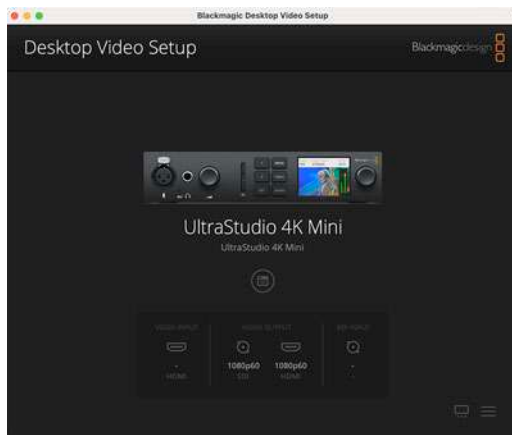 Blackmagic Desktop Video Setup
Desktop Video Setup
Blackmagicdesign
UltraStudio 4K Mini
UltraStudio 4K Mini
VIDEO INPUT
VIDEO OUTPUT
REF INPUT
-
1080p60
1080p60
-
HDMI
SDI
HDMI
-